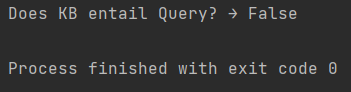 Does KB entail Query? → False
Process finished with exit code 0